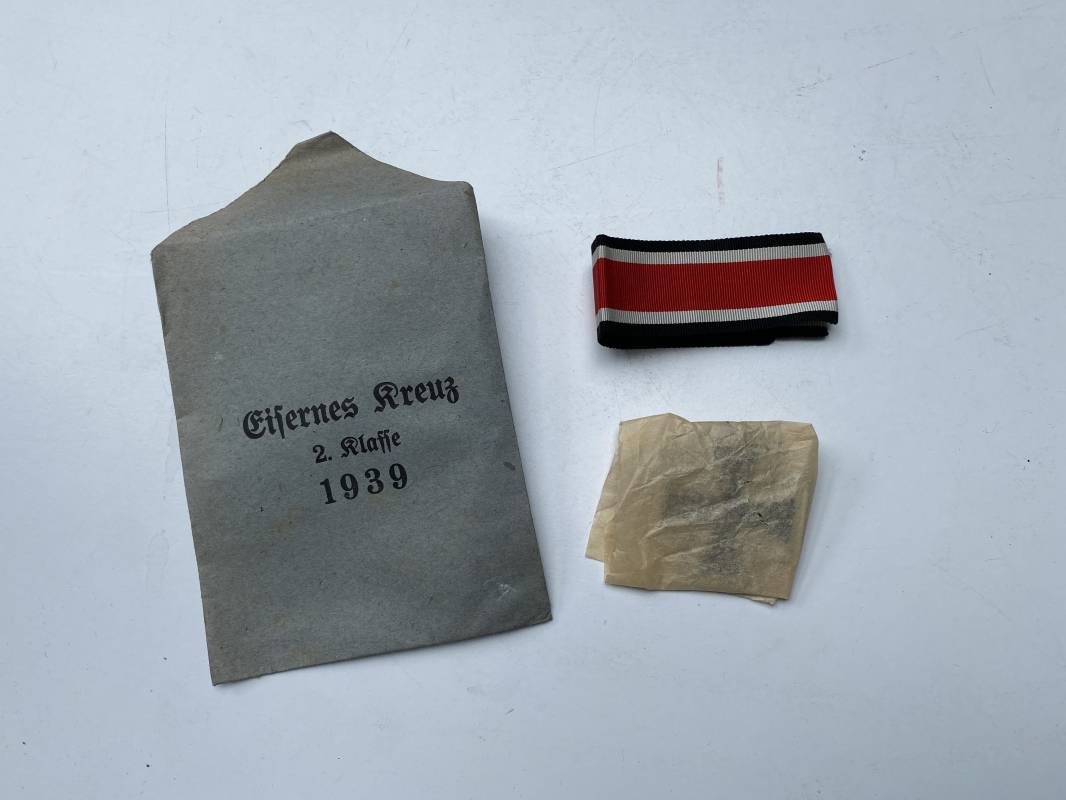 Eiſernes Kreuz
2. Klaſſe
1939